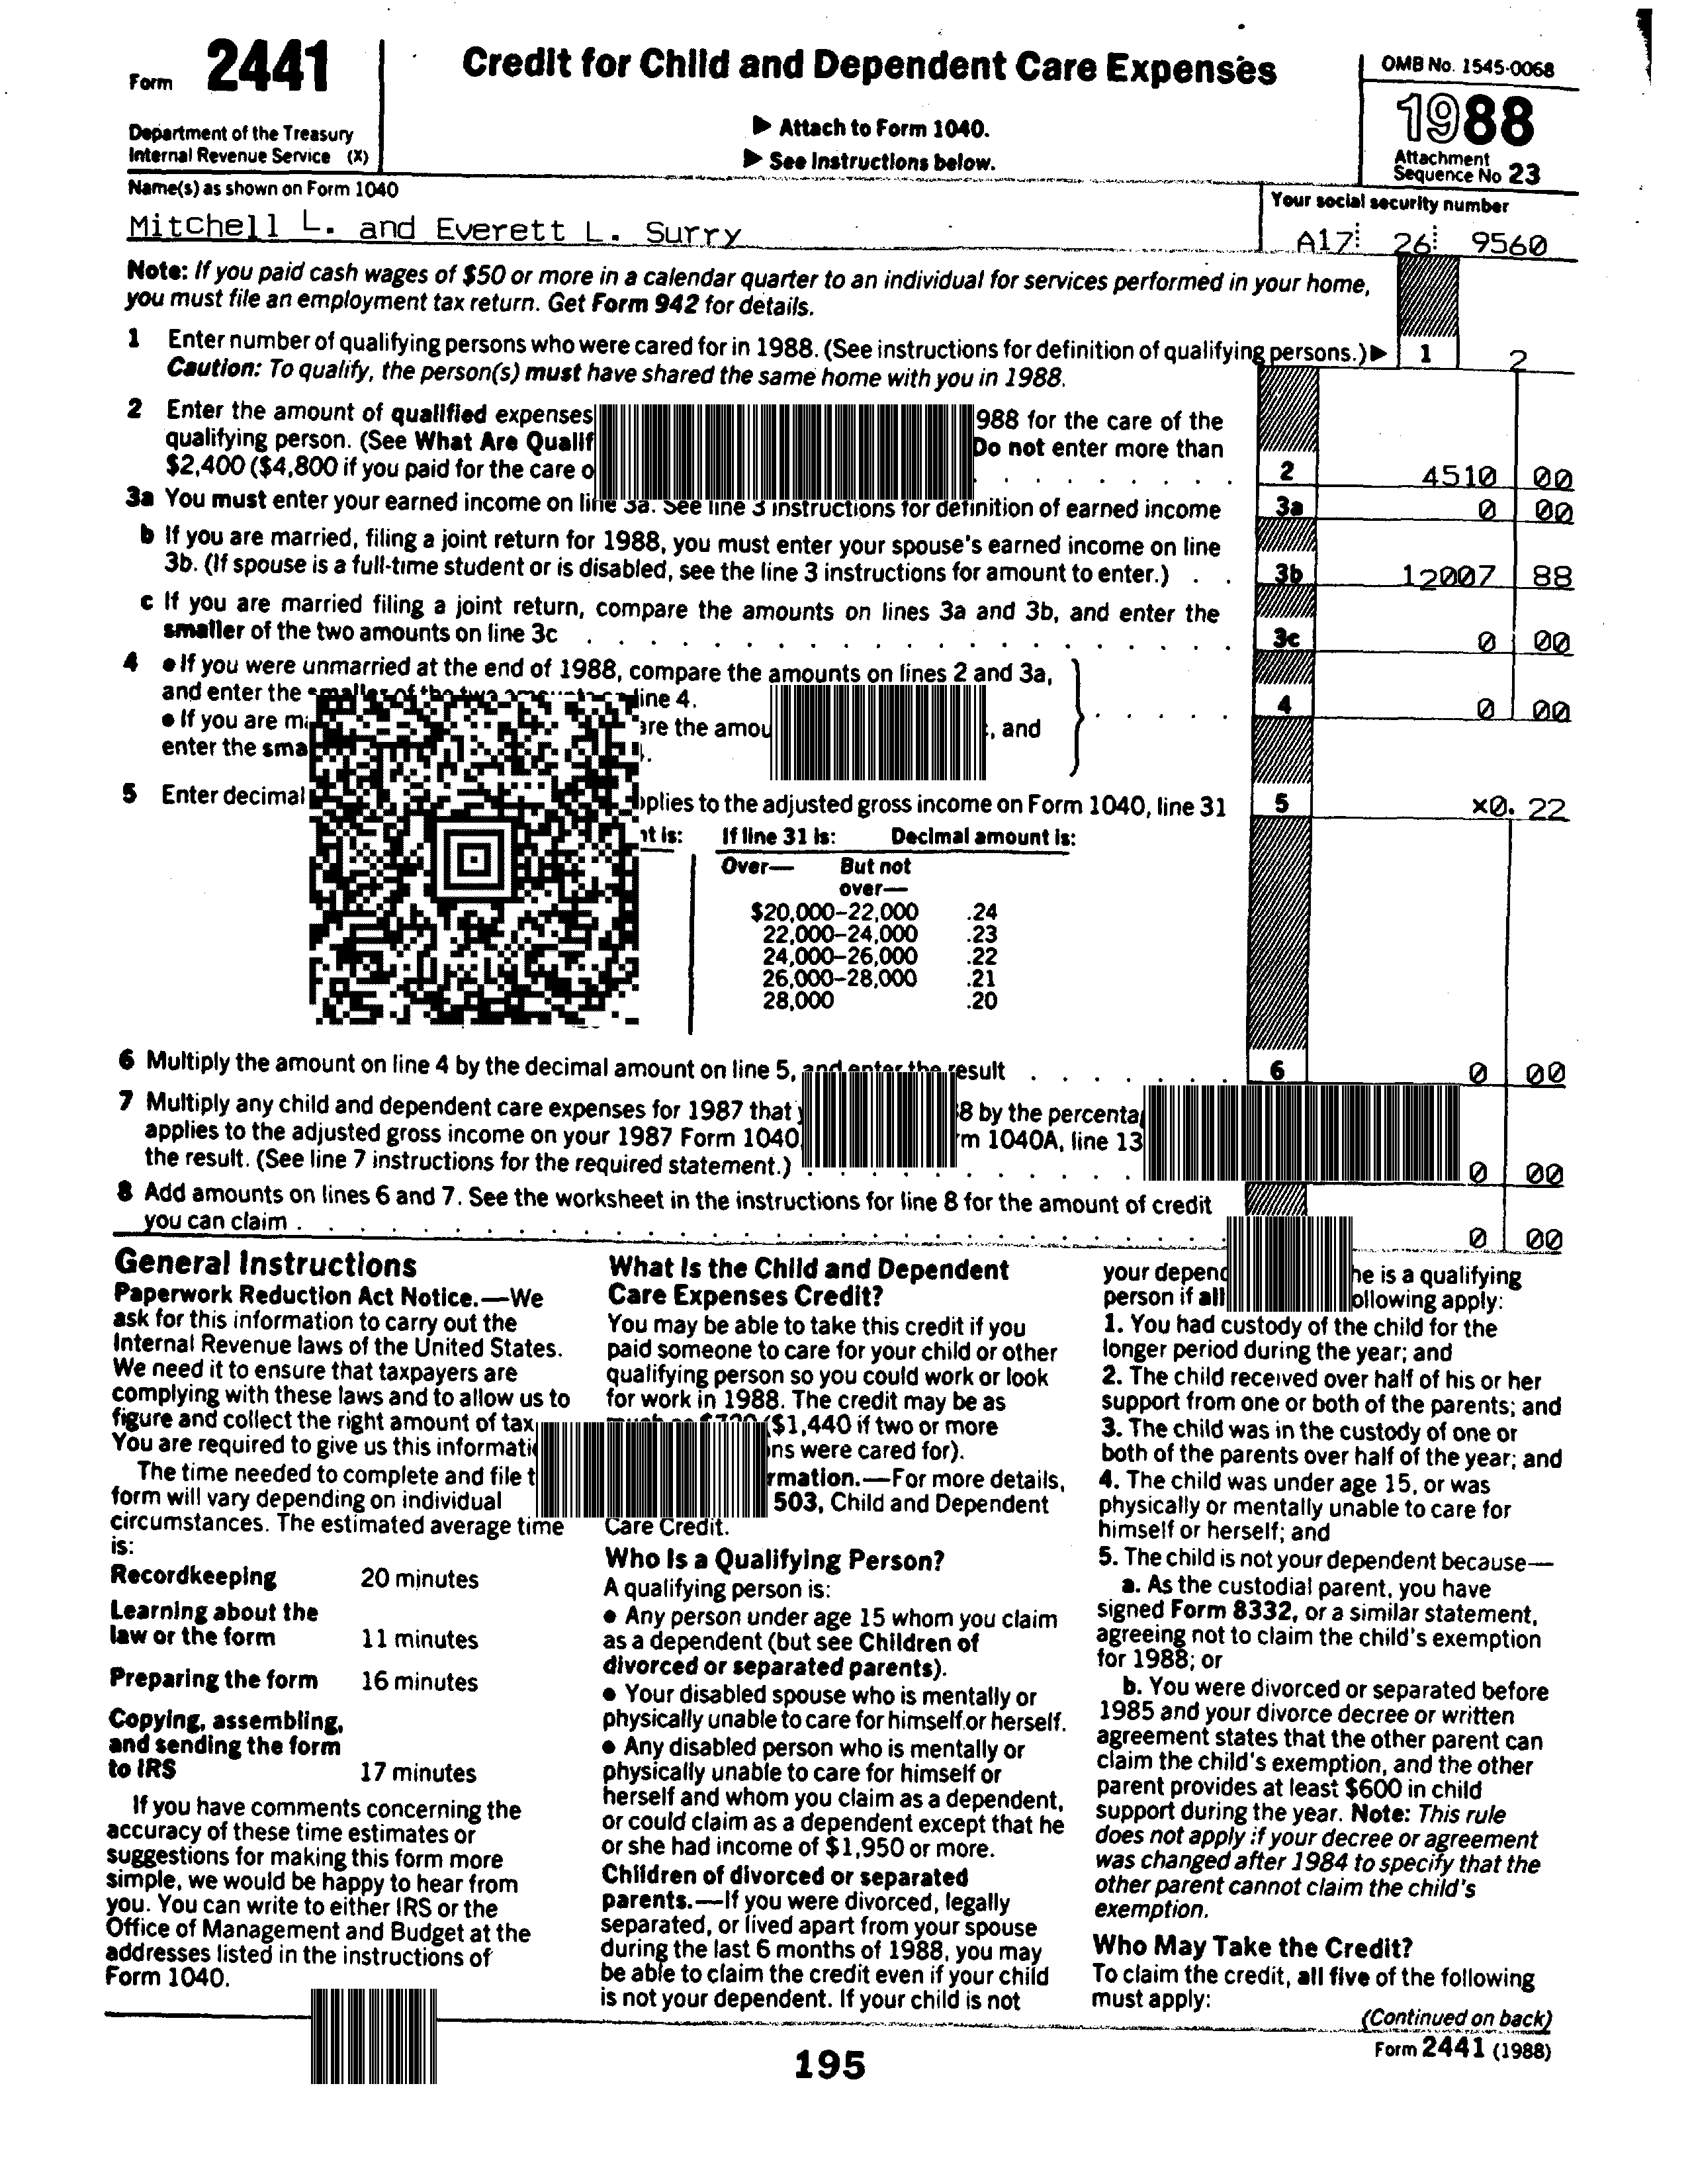 Form 2441
Credit for Child and Dependent Care Expenses
OMB No. 1545-0068
1988
Department of the Treasury
Internal Revenue Service (X)
▶ Attach to Form 1040.
▶ See Instructions below.
Attachment
Sequence No 23
Name(s) as shown on Form 1040
Your social security number
Mitchell L. and Everett L. Surry
A17 26 9560
Note: If you paid cash wages of $50 or more in a calendar quarter to an individual for services performed in your home,
you must file an employment tax return. Get Form 942 for details.
1 Enter number of qualifying persons who were cared for in 1988. (See instructions for definition of qualifying persons.) ▶ 1 2
Caution: To qualify, the person(s) must have shared the same home with you in 1988.
2 Enter the amount of qualified expenses 988 for the care of the
qualifying person. (See What Are Do not enter more than
$2,400 ($4,800 if you paid for the care . . . . . . . . 2 4510 00
3a You must enter your earned income on line 3a. See line 3 instructions for definition of earned income 3a 0 00
b If you are married, filing a joint return for 1988, you must enter your spouse's earned income on line
3b. (If spouse is a full-time student or is disabled, see the line 3 instructions for amount to enter.) . . 3b 12007 88
c If you are married filing a joint return, compare the amounts on lines 3a and 3b, and enter the
smaller of the two amounts on line 3c . . . . . . . . . . . . . . . . . . . . 3c 0 00
4 ● If you were unmarried at the end of 1988, compare the amounts on lines 2 and 3a,
and enter the smaller of the two amounts on line 4.
● If you are the , and
enter the . . . . . 4 0 00
5 Enter decimal to the adjusted gross income on Form 1040, line 31 5 x0. 22
is: If line 31 is: Decimal amount is:
Over— But not
over—
$20,000–22,000 .24
22,000–24,000 .23
24,000–26,000 .22
26,000–28,000 .21
28,000 .20
6 Multiply the amount on line 4 by the decimal amount on line 5, and enter the result . . . . . . . 6 0 00
7 Multiply any child and dependent care expenses for 1987 that by the
applies to the adjusted gross income on your 1987 Form 1040 1040A, line 13
the result. (See line 7 instructions for the required statement.) . . . . . . . . . . . 0 00
8 Add amounts on lines 6 and 7. See the worksheet in the instructions for line 8 for the amount of credit
you can claim . . . . . . . . . . . . . . . . . . . . . . . . . . . . . 0 00
General Instructions
Paperwork Reduction Act Notice.—We
ask for this information to carry out the
Internal Revenue laws of the United States.
We need it to ensure that taxpayers are
complying with these laws and to allow us to
figure and collect the right amount of tax
You are required to give us this
The time needed to complete and file
form will vary depending on individual
circumstances. The estimated average time
is:
Recordkeeping 20 minutes
Learning about the
law or the form 11 minutes
Preparing the form 16 minutes
Copying, assembling,
and sending the form
to IRS 17 minutes
If you have comments concerning the
accuracy of these time estimates or
suggestions for making this form more
simple, we would be happy to hear from
you. You can write to either IRS or the
Office of Management and Budget at the
addresses listed in the instructions of
Form 1040.
What Is the Child and Dependent
Care Expenses Credit?
You may be able to take this credit if you
paid someone to care for your child or other
qualifying person so you could work or look
for work in 1988. The credit may be as
much as $720 ($1,440 if two or more
were cared for).
For more details,
503, Child and Dependent
Care Credit.
Who Is a Qualifying Person?
A qualifying person is:
● Any person under age 15 whom you claim
as a dependent (but see Children of
divorced or separated parents).
● Your disabled spouse who is mentally or
physically unable to care for himself or herself.
● Any disabled person who is mentally or
physically unable to care for himself or
herself and whom you claim as a dependent,
or could claim as a dependent except that he
or she had income of $1,950 or more.
Children of divorced or separated
parents.—If you were divorced, legally
separated, or lived apart from your spouse
during the last 6 months of 1988, you may
be able to claim the credit even if your child
is not your dependent. If your child is not
your he is a qualifying
person if all following apply:
1. You had custody of the child for the
longer period during the year; and
2. The child received over half of his or her
support from one or both of the parents; and
3. The child was in the custody of one or
both of the parents over half of the year; and
4. The child was under age 15, or was
physically or mentally unable to care for
himself or herself; and
5. The child is not your dependent because—
a. As the custodial parent, you have
signed Form 8332, or a similar statement,
agreeing not to claim the child's exemption
for 1988; or
b. You were divorced or separated before
1985 and your divorce decree or written
agreement states that the other parent can
claim the child's exemption, and the other
parent provides at least $600 in child
support during the year. Note: This rule
does not apply if your decree or agreement
was changed after 1984 to specify that the
other parent cannot claim the child's
exemption.
Who May Take the Credit?
To claim the credit, all five of the following
must apply:
(Continued on back)
Form 2441 (1988)
195